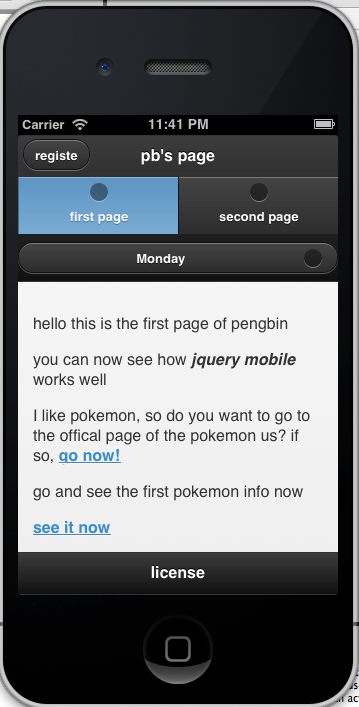 Carrier 11:41 PM
registe pb's page
first page second page
Monday
hello this is the first page of pengbin
you can now see how jquery mobile
works well
I like pokemon, so do you want to go to
the offical page of the pokemon us? if
so, go now!
go and see the first pokemon info now
see it now
license